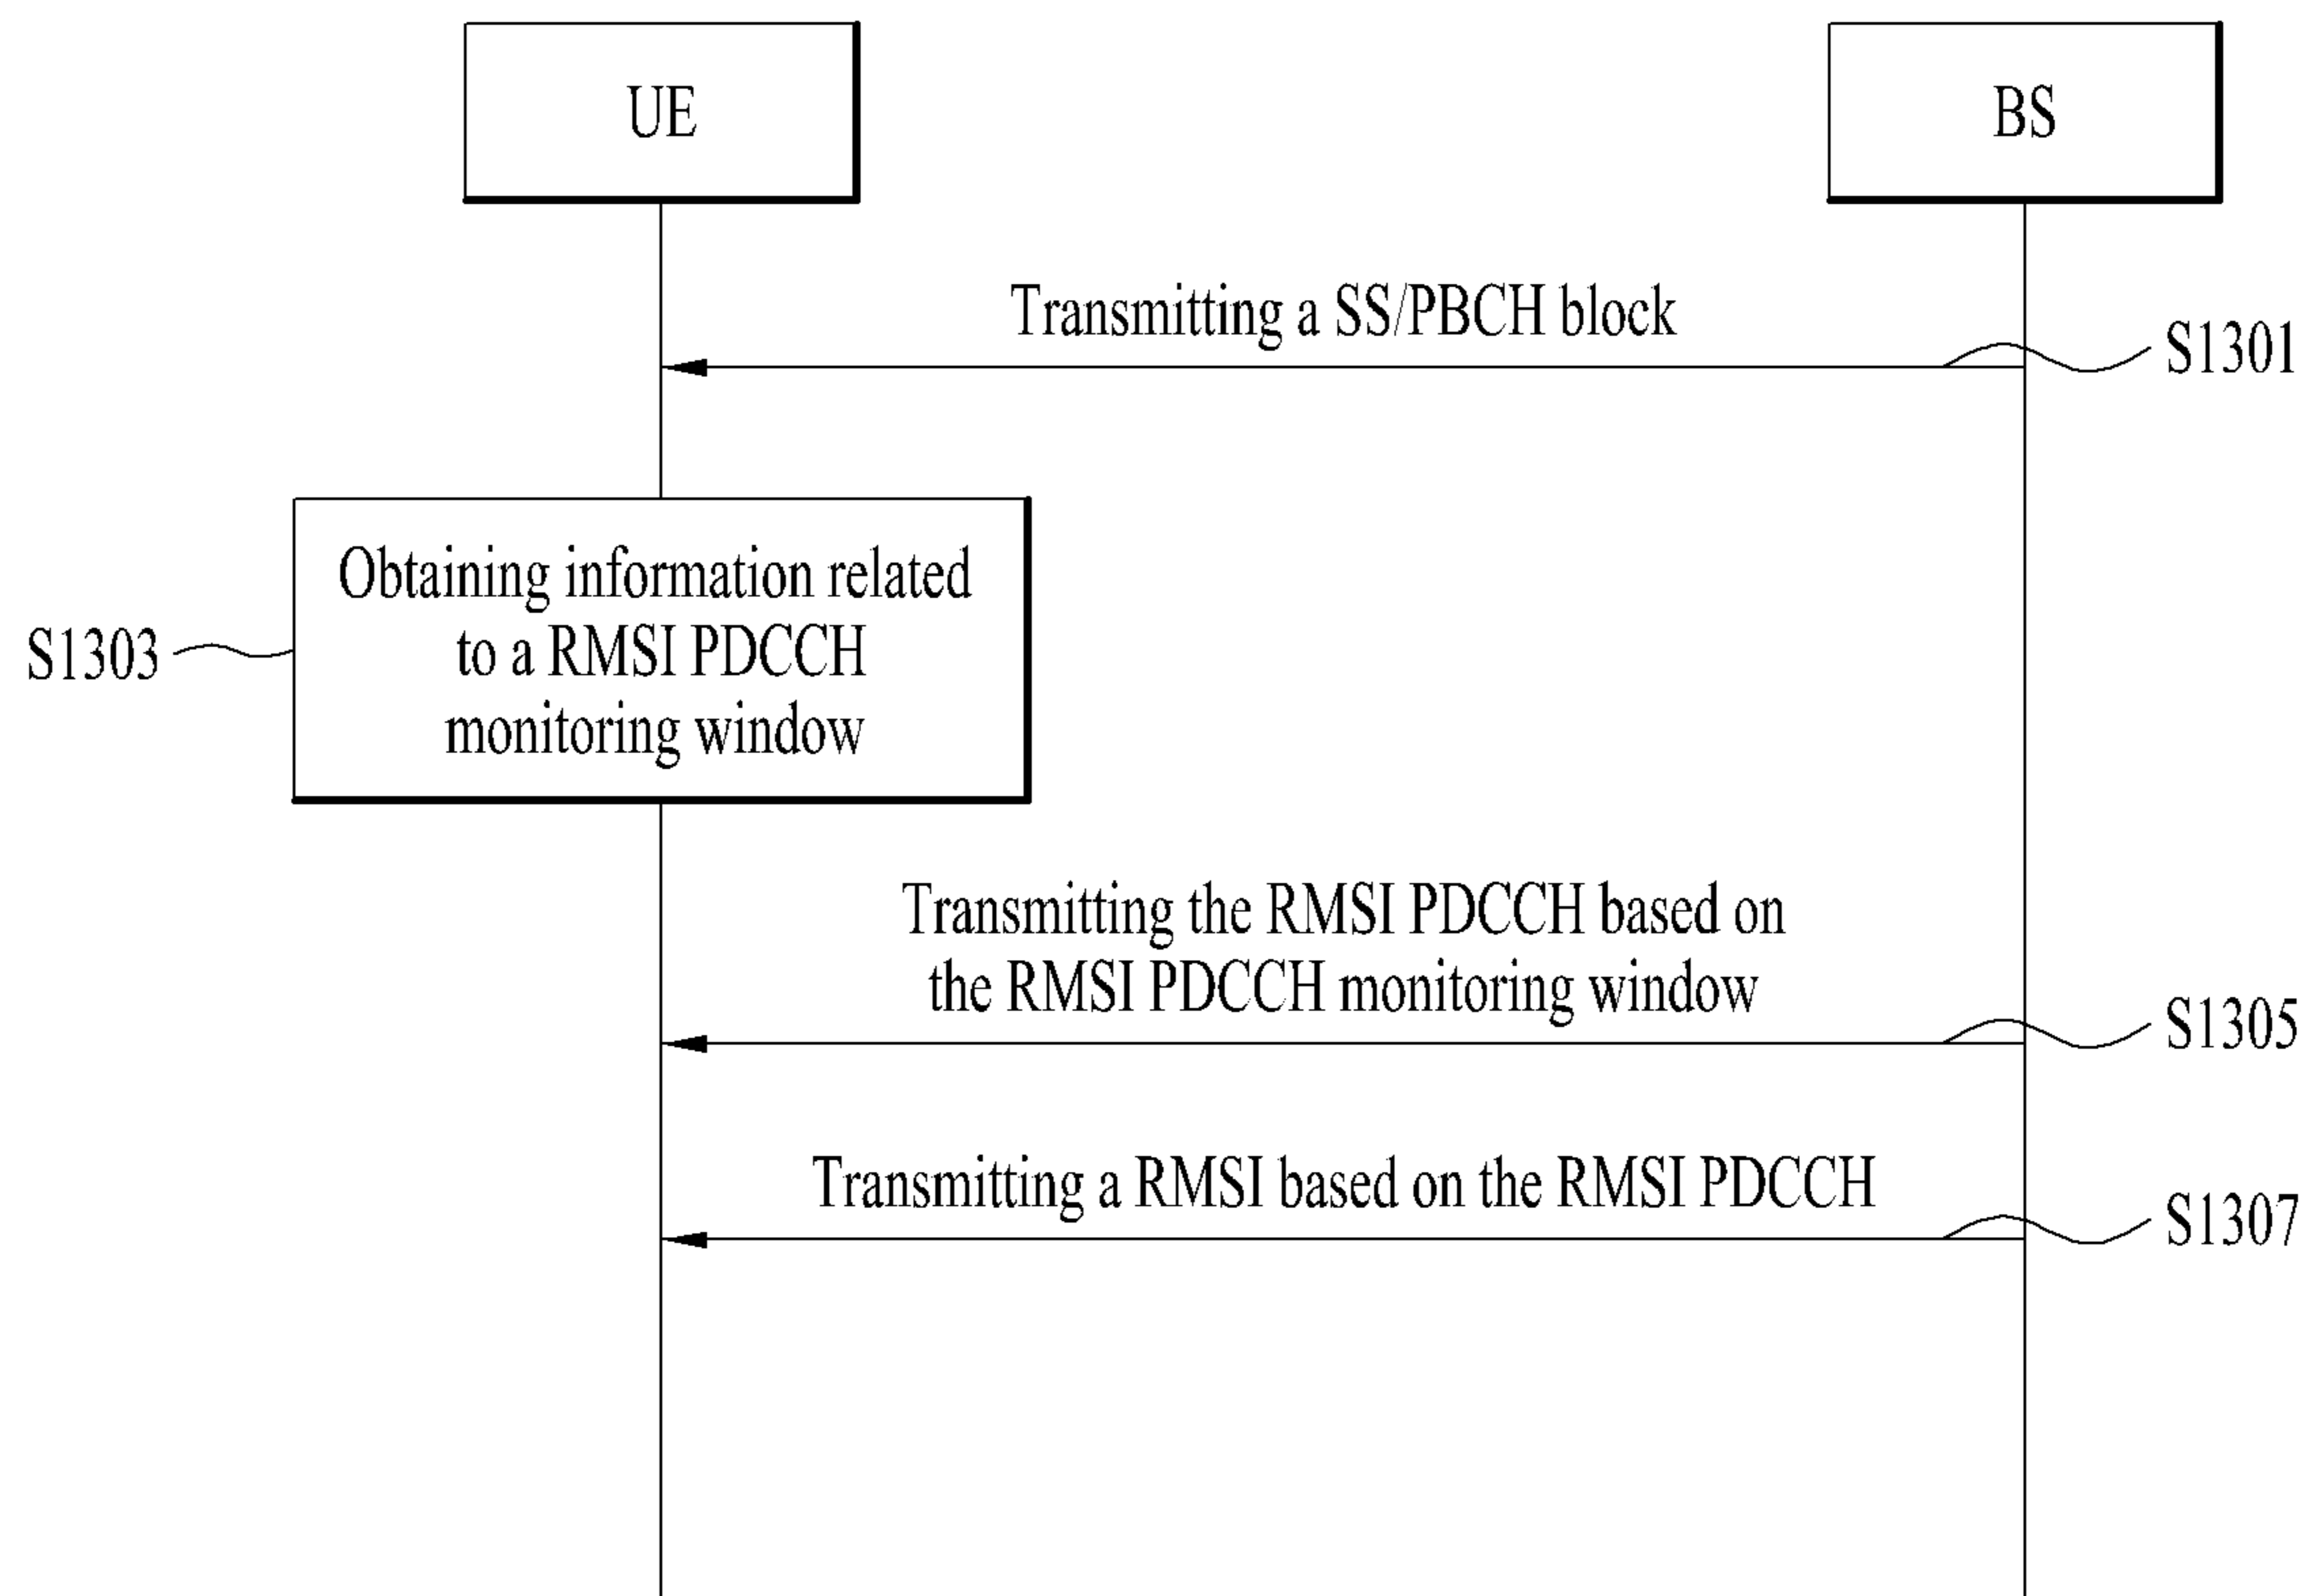 UE
BS
Transmitting a SS/PBCH block
S1301
Obtaining information related
to a RMSI PDCCH
monitoring window
S1303
Transmitting the RMSI PDCCH based on
the RMSI PDCCH monitoring window
S1305
Transmitting a RMSI based on the RMSI PDCCH
S1307